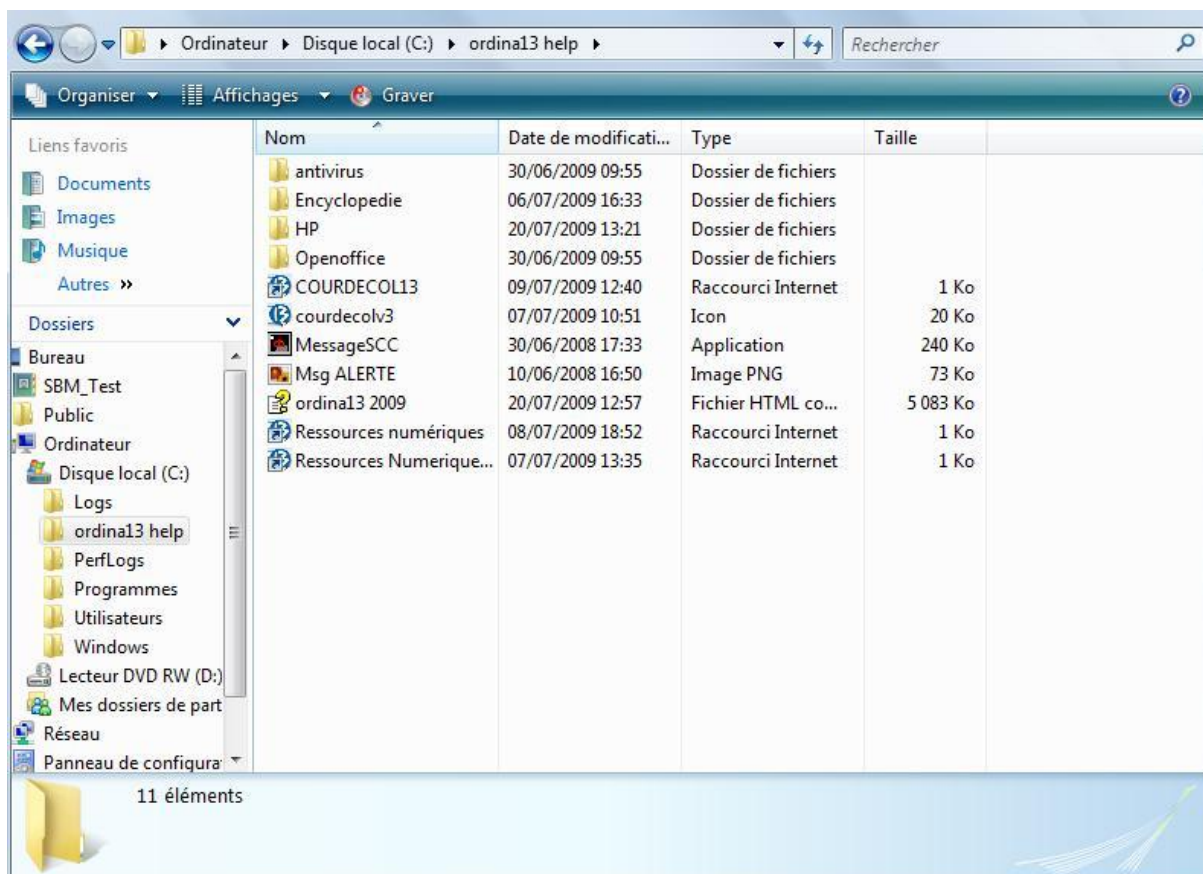 Ordinateur Disque local (C:) ordina13 help Rechercher
Organiser Affichages Graver
Liens favoris
Documents
Images
Musique
Autres »
Dossiers
Bureau
SBM_Test
Public
Ordinateur
Disque local (C:)
Logs
ordina13 help
PerfLogs
Programmes
Utilisateurs
Windows
Lecteur DVD RW (D:)
Mes dossiers de part
Réseau
Panneau de configura
Nom Date de modificati... Type Taille
antivirus 30/06/2009 09:55 Dossier de fichiers
Encyclopedie 06/07/2009 16:33 Dossier de fichiers
HP 20/07/2009 13:21 Dossier de fichiers
Openoffice 30/06/2009 09:55 Dossier de fichiers
COURDECOL13 09/07/2009 12:40 Raccourci Internet 1 Ko
courdecolv3 07/07/2009 10:51 Icon 20 Ko
MessageSCC 30/06/2008 17:33 Application 240 Ko
Msg ALERTE 10/06/2008 16:50 Image PNG 73 Ko
ordina13 2009 20/07/2009 12:57 Fichier HTML co... 5 083 Ko
Ressources numériques 08/07/2009 18:52 Raccourci Internet 1 Ko
Ressources Numerique... 07/07/2009 13:35 Raccourci Internet 1 Ko
11 éléments